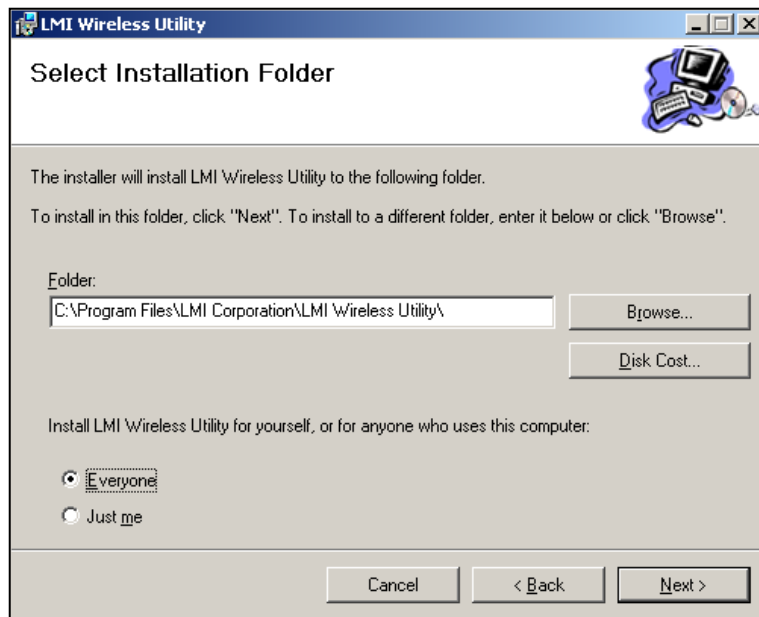 LMI Wireless Utility
Select Installation Folder
The installer will install LMI Wireless Utility to the following folder.
To install in this folder, click "Next". To install to a different folder, enter it below or click "Browse".
Folder:
C:\Program Files\LMI Corporation\LMI Wireless Utility\
Browse...
Disk Cost...
Install LMI Wireless Utility for yourself, or for anyone who uses this computer:
Everyone
Just me
Cancel
< Back
Next >